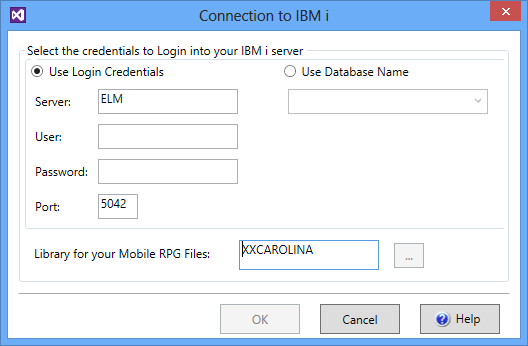 Connection to IBM i
Select the credentials to Login into your IBM i server
Use Login Credentials
Use Database Name
Server: ELM
User:
Password:
Port: 5042
Library for your Mobile RPG Files: XXCAROLINA ...
OK Cancel Help